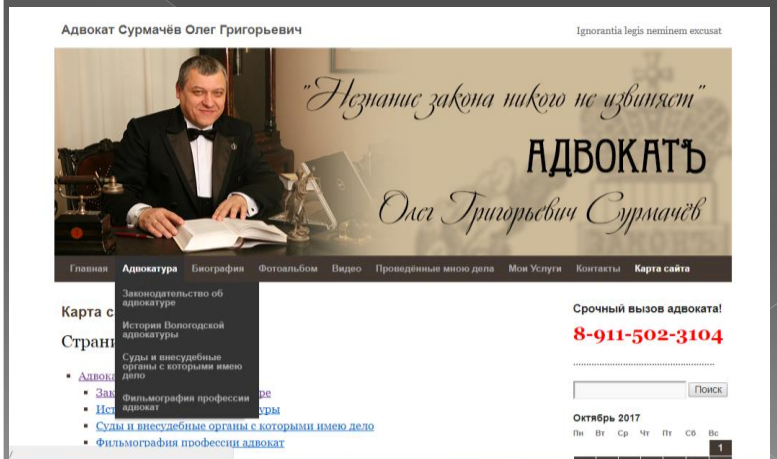 Адвокат Сурмачёв Олег Григорьевич
Ignorantia legis neminem excusat
"Незнание закона никого не извиняет"
АДВОКАТЪ
Олег Григорьевич Сурмачёв
Главная Адвокатура Биография Фотоальбом Видео Проведённые мною дела Мои Услуги Контакты Карта сайта
Законодательство об
адвокатуре
История Вологодской
адвокатуры
Суды и внесудебные
органы с которыми имею
дело
Фильмография профессии
адвокат
Карта с
Страни
Адвока
Зак ре
Ист уры
Суды и внесудебные органы с которыми имею дело
Фильмография профессии адвокат
Срочный вызов адвоката!
8-911-502-3104
Поиск
Октябрь 2017
Пн Вт Ср Чт Пт Сб Вс
1